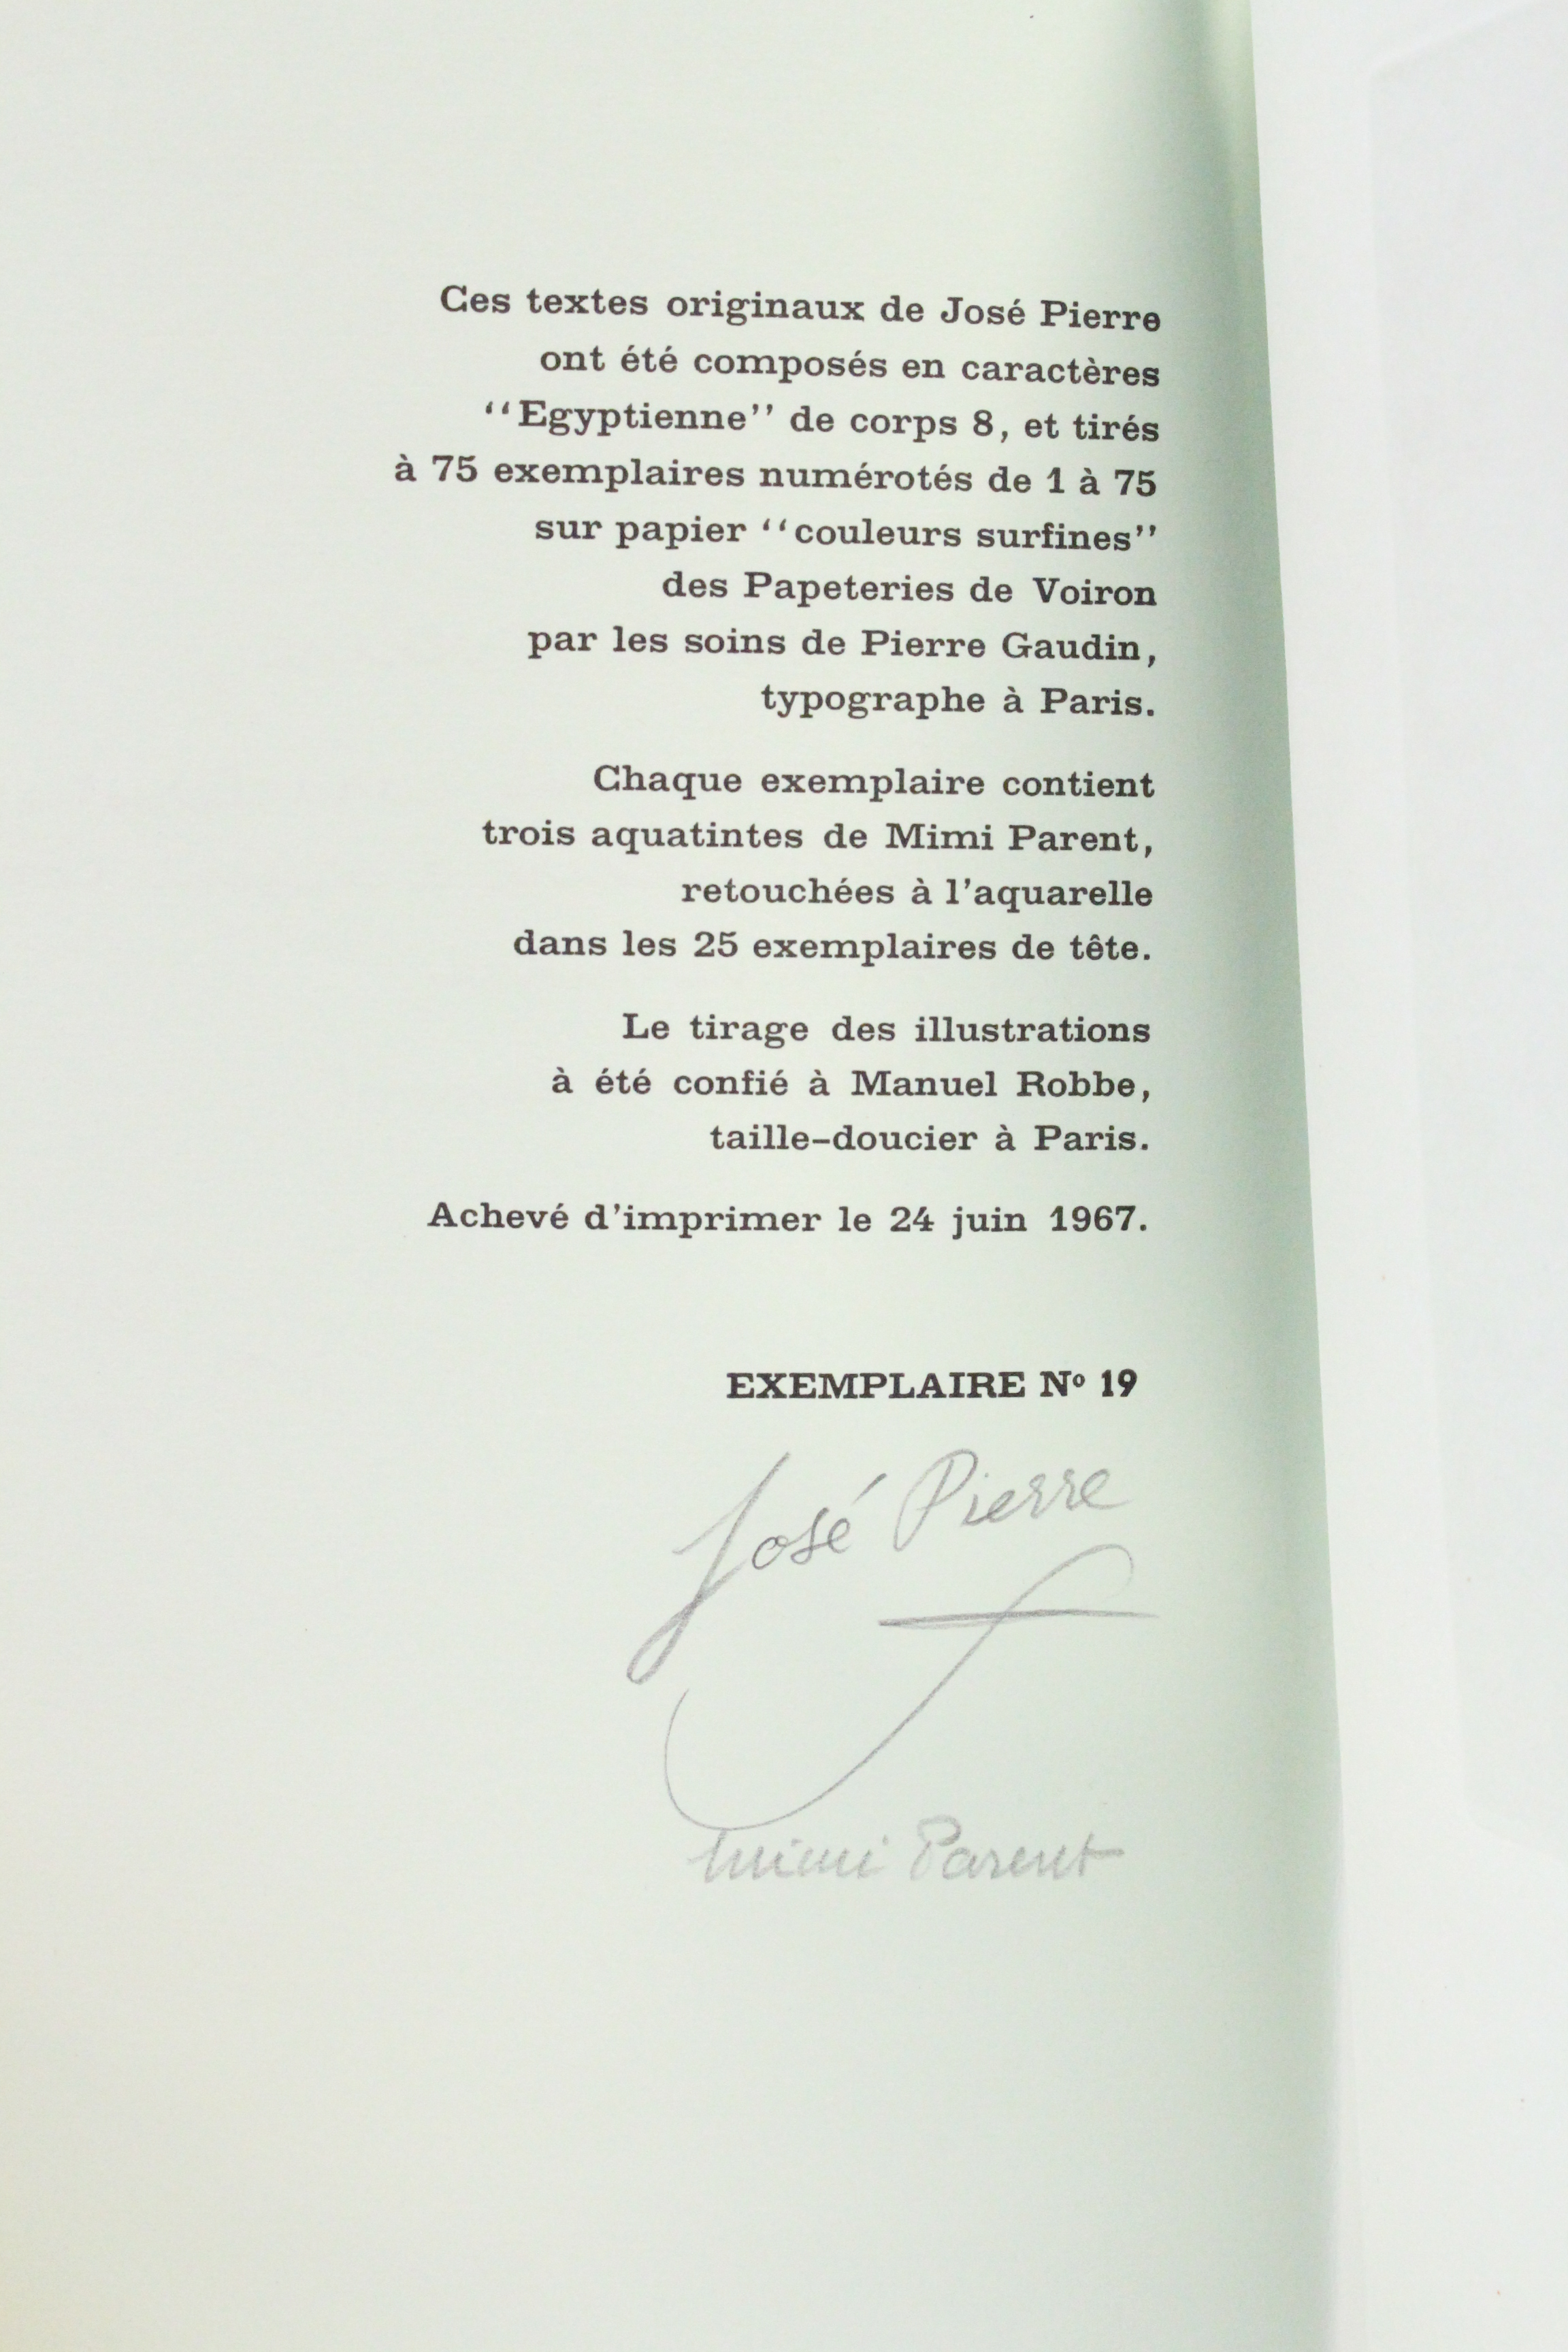 Ces textes originaux de José Pierre
ont été composés en caractères
‘‘Egyptienne’’ de corps 8, et tirés
à 75 exemplaires numérotés de 1 à 75
sur papier ‘‘couleurs surfines’’
des Papeteries de Voiron
par les soins de Pierre Gaudin,
typographe à Paris.
Chaque exemplaire contient
trois aquatintes de Mimi Parent,
retouchées à l’aquarelle
dans les 25 exemplaires de tête.
Le tirage des illustrations
à été confié à Manuel Robbe,
taille-doucier à Paris.
Achevé d’imprimer le 24 juin 1967.
EXEMPLAIRE Nº 19
José Pierre
Mimi Parent